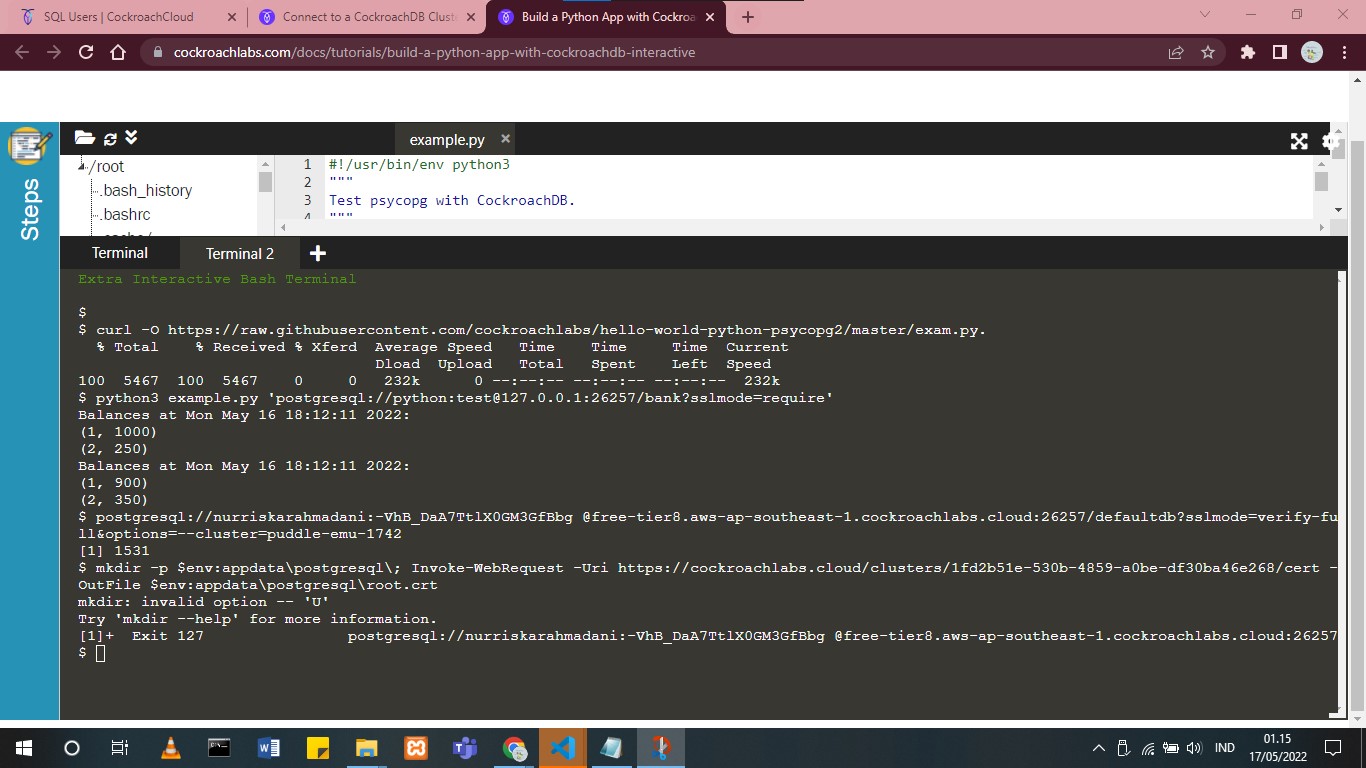 SQL Users | CockroachCloud
Connect to a CockroachDB Clust
Build a Python App with Cockroa
cockroachlabs.com/docs/tutorials/build-a-python-app-with-cockroachdb-interactive
Steps
example.py
/root
.bash_history
.bashrc
1 #!/usr/bin/env python3
2 """
3 Test psycopg with CockroachDB.
4 """
Terminal
Terminal 2
Extra Interactive Bash Terminal
$
$ curl -O https://raw.githubusercontent.com/cockroachlabs/hello-world-python-psycopg2/master/exam.py.
% Total % Received % Xferd Average Speed Time Time Time Current
Dload Upload Total Spent Left Speed
100 5467 100 5467 0 0 232k 0 --:--:-- --:--:-- --:--:-- 232k
$ python3 example.py 'postgresql://python:test@127.0.0.1:26257/bank?sslmode=require'
Balances at Mon May 16 18:12:11 2022:
(1, 1000)
(2, 250)
Balances at Mon May 16 18:12:11 2022:
(1, 900)
(2, 350)
$ postgresql://nurriskarahmadani:-VhB_DaA7TtlX0GM3GfBbg @free-tier8.aws-ap-southeast-1.cockroachlabs.cloud:26257/defaultdb?sslmode=verify-fu
ll&options=--cluster=puddle-emu-1742
[1] 1531
$ mkdir -p $env:appdata\postgresql\; Invoke-WebRequest -Uri https://cockroachlabs.cloud/clusters/1fd2b51e-530b-4859-a0be-df30ba46e268/cert -
OutFile $env:appdata\postgresql\root.crt
mkdir: invalid option -- 'U'
Try 'mkdir --help' for more information.
[1]+ Exit 127 postgresql://nurriskarahmadani:-VhB_DaA7TtlX0GM3GfBbg @free-tier8.aws-ap-southeast-1.cockroachlabs.cloud:26257
$
IND
01.15
17/05/2022